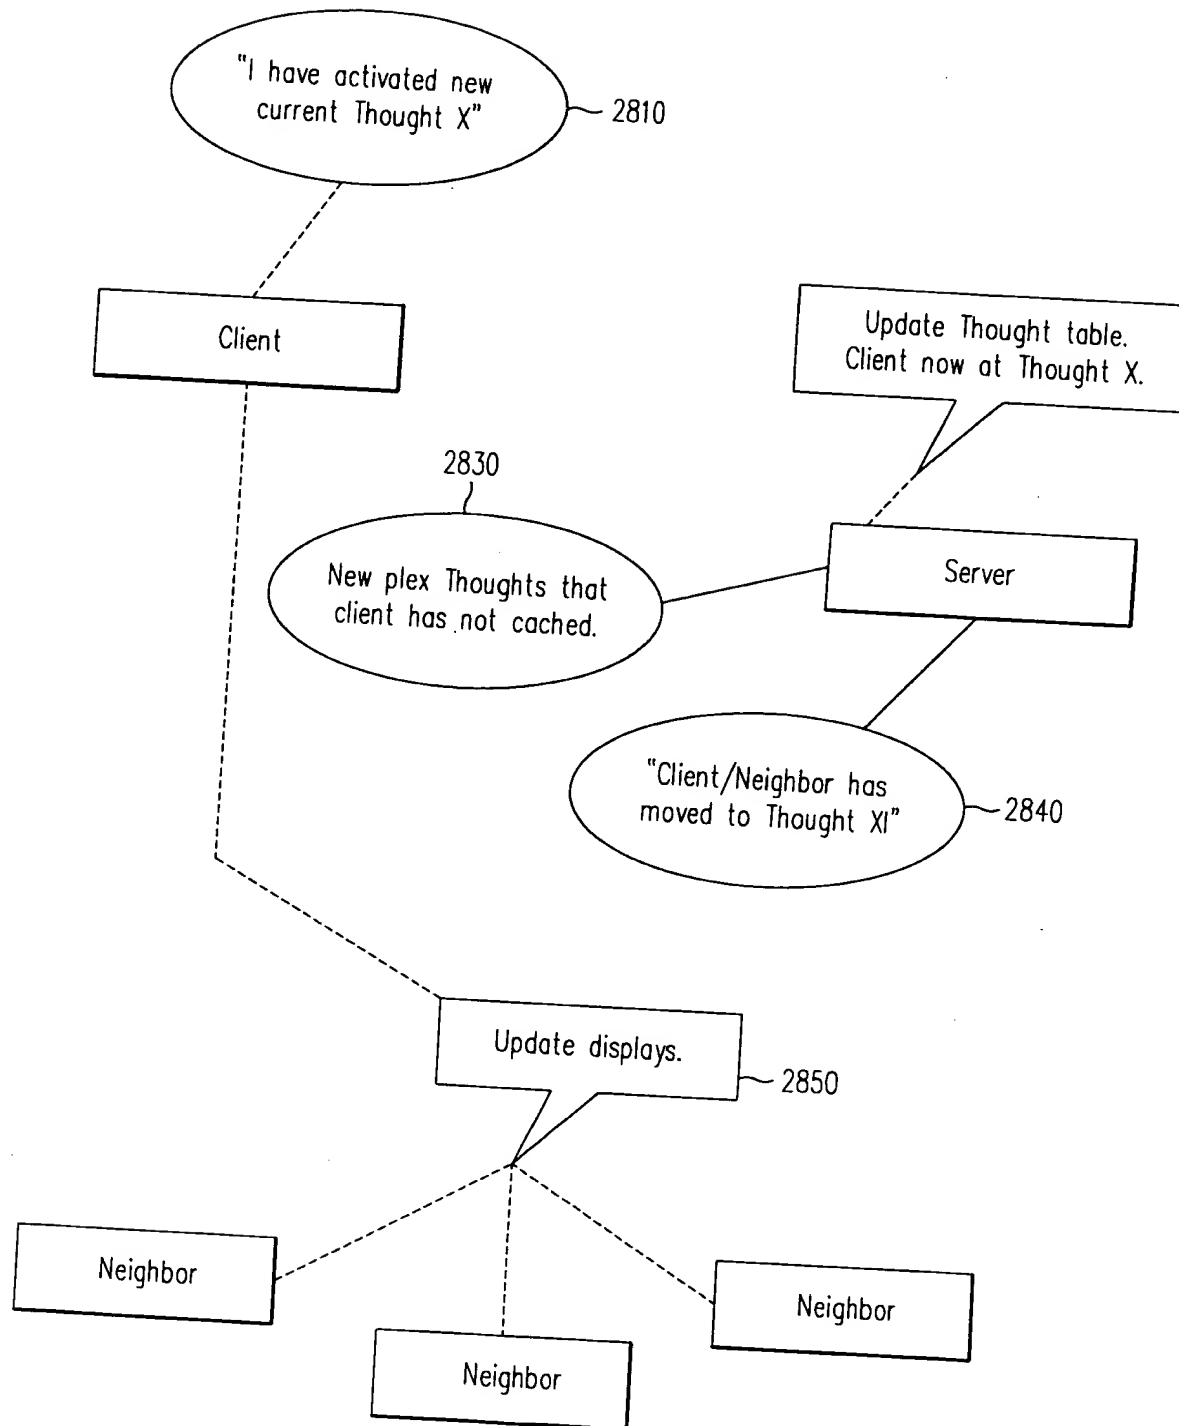 "I have activated new
current Thought X"
2810
Client
Update Thought table.
Client now at Thought X.
2830
New plex Thoughts that
client has not cached.
Server
"Client/Neighbor has
moved to Thought XI"
2840
Update displays.
2850
Neighbor
Neighbor
Neighbor